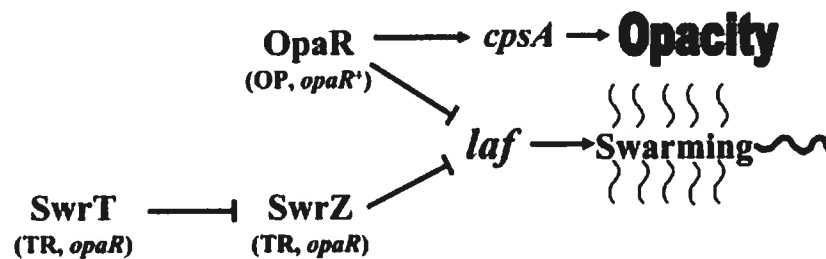 OpaR cpsA Opacity
(OP, opaR⁺)
laf Swarming
SwrT SwrZ
(TR, opaR) (TR, opaR)